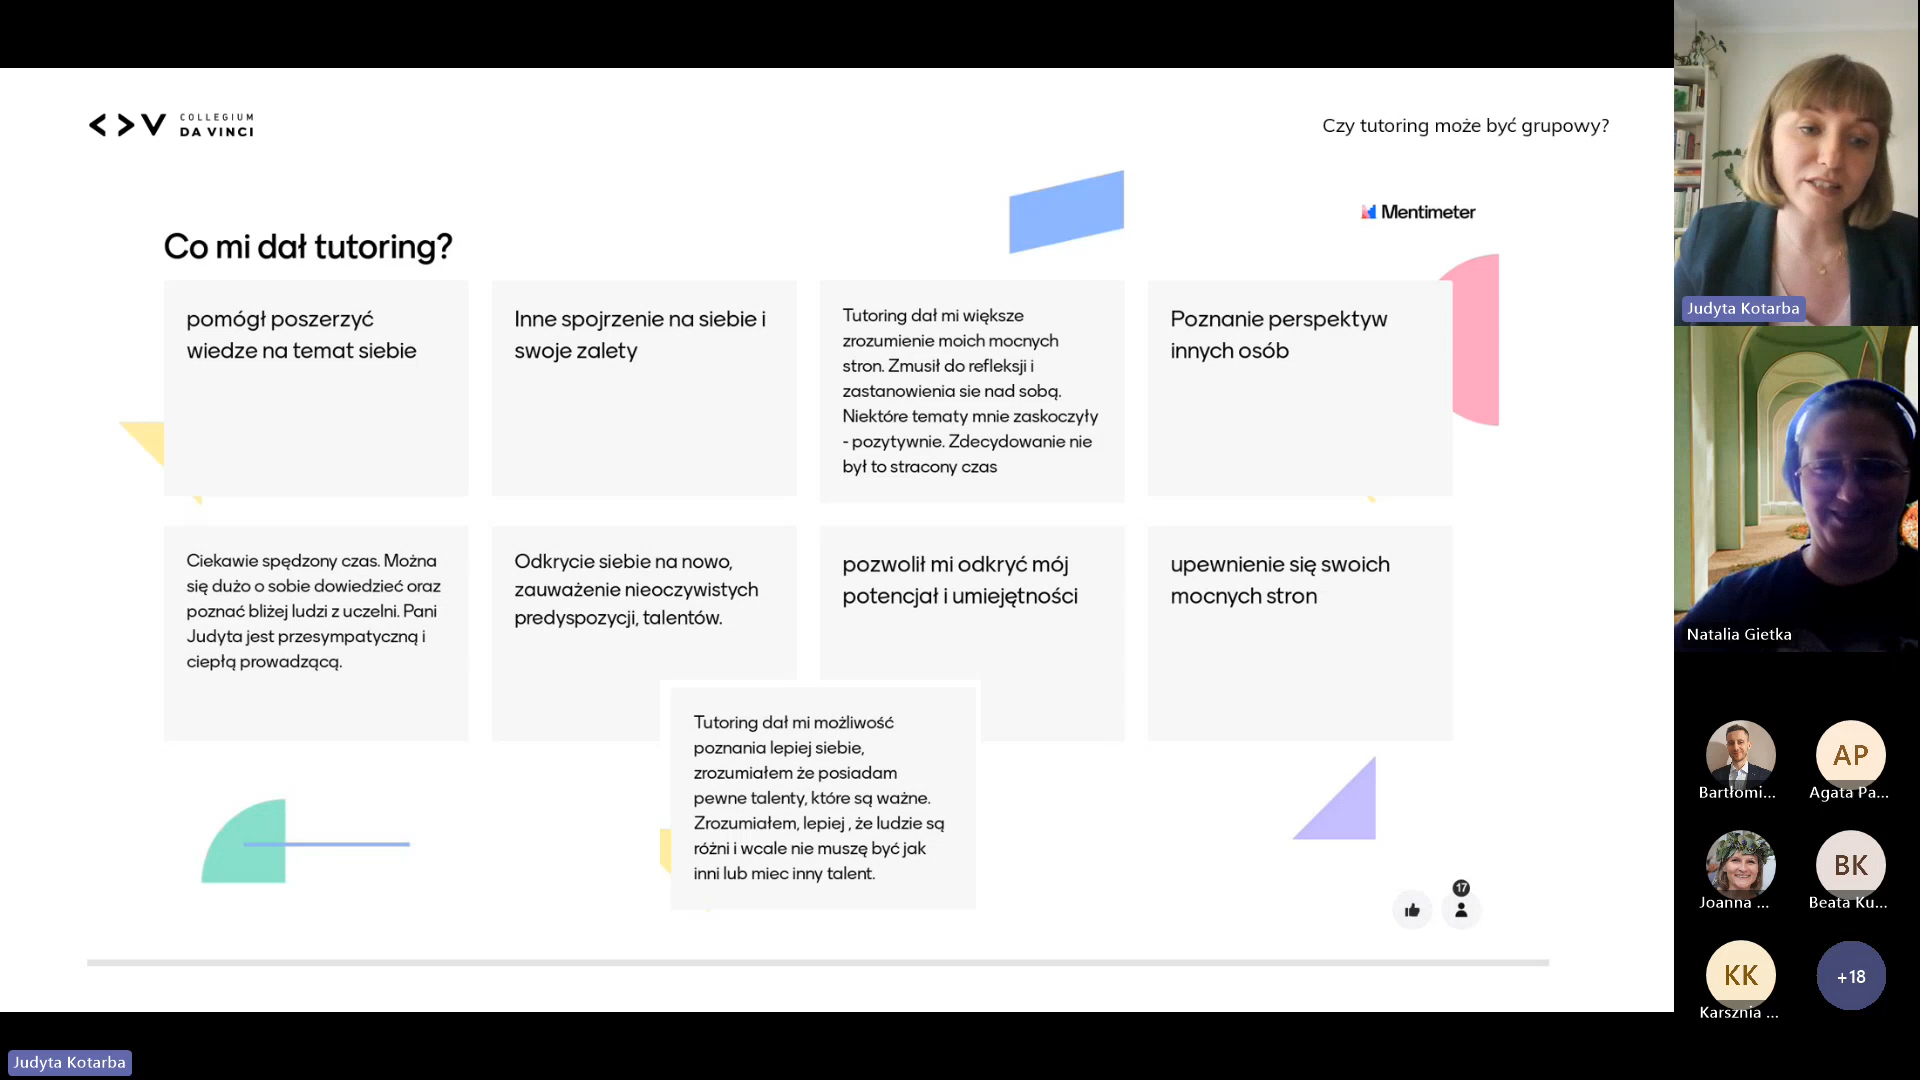 COLLEGIUM
DA VINCI
Czy tutoring może być grupowy?
Mentimeter
Co mi dał tutoring?
pomógł poszerzyć
wiedze na temat siebie
Inne spojrzenie na siebie i
swoje zalety
Tutoring dał mi większe
zrozumienie moich mocnych
stron. Zmusił do refleksji i
zastanowienia sie nad sobą.
Niektóre tematy mnie zaskoczyły
- pozytywnie. Zdecydowanie nie
był to stracony czas
Poznanie perspektyw
innych osób
Ciekawie spędzony czas. Można
się dużo o sobie dowiedzieć oraz
poznać bliżej ludzi z uczelni. Pani
Judyta jest przesympatyczną i
ciepłą prowadzącą.
Odkrycie siebie na nowo,
zauważenie nieoczywistych
predyspozycji, talentów.
pozwolił mi odkryć mój
potencjał i umiejętności
upewnienie się swoich
mocnych stron
Tutoring dał mi możliwość
poznania lepiej siebie,
zrozumiałem że posiadam
pewne talenty, które są ważne.
Zrozumiałem, lepiej , że ludzie są
różni i wcale nie muszę być jak
inni lub miec inny talent.
17
Judyta Kotarba
Natalia Gietka
Bartłomi...
AP
Agata Pa...
Joanna ...
BK
Beata Ku...
KK
Karsznia ...
+18
Judyta Kotarba